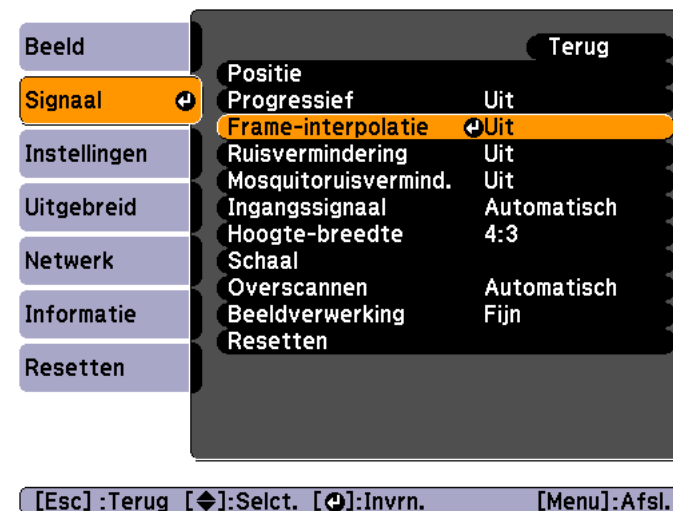 Beeld
Signaal
Instellingen
Uitgebreid
Netwerk
Informatie
Resetten
Terug
Positie
Progressief Uit
Frame-interpolatie Uit
Ruisvermindering Uit
Mosquitoruisvermind. Uit
Ingangssignaal Automatisch
Hoogte-breedte 4:3
Schaal
Overscannen Automatisch
Beeldverwerking Fijn
Resetten
[Esc] :Terug [◆]:Selct. [⏎]:Invrn. [Menu]:Afsl.